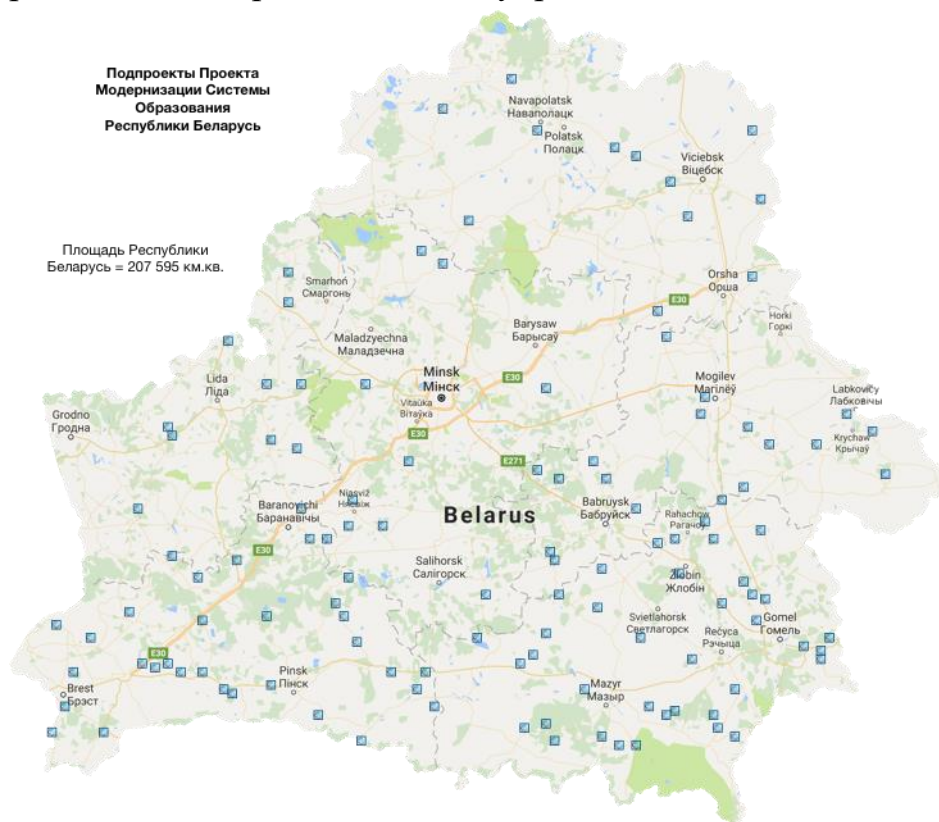 Подпроекты Проекта
Модернизации Системы
Образования
Республики Беларусь
Navapolatsk
Наваполацк
Polatsk
Полацк
Viciebsk
Віцебск
Площадь Республики
Беларусь = 207 595 км.кв.
Smarhoń
Смаргонь
Orsha
Орша
E30
Horki
Горкі
Maladzyechna
Маладзечна
Barysaw
Барысаў
Minsk
Мінск
E30
Lida
Ліда
Mogilev
Магілёў
Labkovičy
Лабковічы
Vitaŭka
Вітаўка
Grodno
Гродна
E30
Krychaw
Крычаў
E271
Niasviž
Baranovichi
Баранавічы
Belarus
Babruysk
Бабруйск
Rahachow
Рагачоў
E30
Salihorsk
Салігорск
Žlobin
Жлобін
Svietlahorsk
Светлагорск
Gomel
Гомель
Rečyca
Рэчыца
E30
Brest
Брэст
Pinsk
Пінск
Mazyr
Мазыр